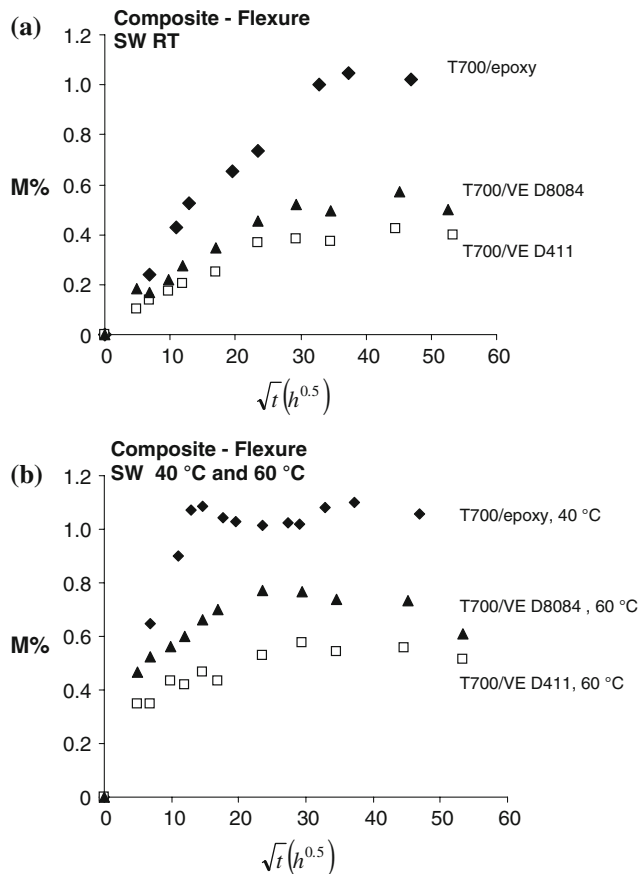 (a)
Composite - Flexure
SW RT
1.2
1.0
0.8
M%
0.6
0.4
0.2
0
T700/epoxy
T700/VE D8084
T700/VE D411
0 10 20 30 40 50 60
√t(h^0.5)
(b)
Composite - Flexure
SW 40 °C and 60 °C
1.2
1.0
0.8
M%
0.6
0.4
0.2
0.0
T700/epoxy, 40 °C
T700/VE D8084 , 60 °C
T700/VE D411, 60 °C
0 10 20 30 40 50 60
√t(h^0.5)